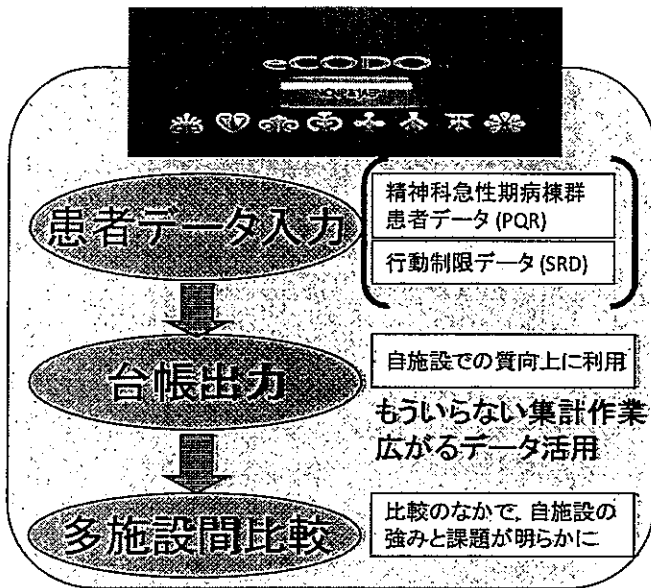 eCODO
NCNP & JAEP
患者データ入力
精神科急性期病棟群
患者データ(PQR)
行動制限データ(SRD)
台帳出力
自施設での質向上に利用
もういらない集計作業
広がるデータ活用
多施設間比較
比較のなかで、自施設の
強みと課題が明らかに